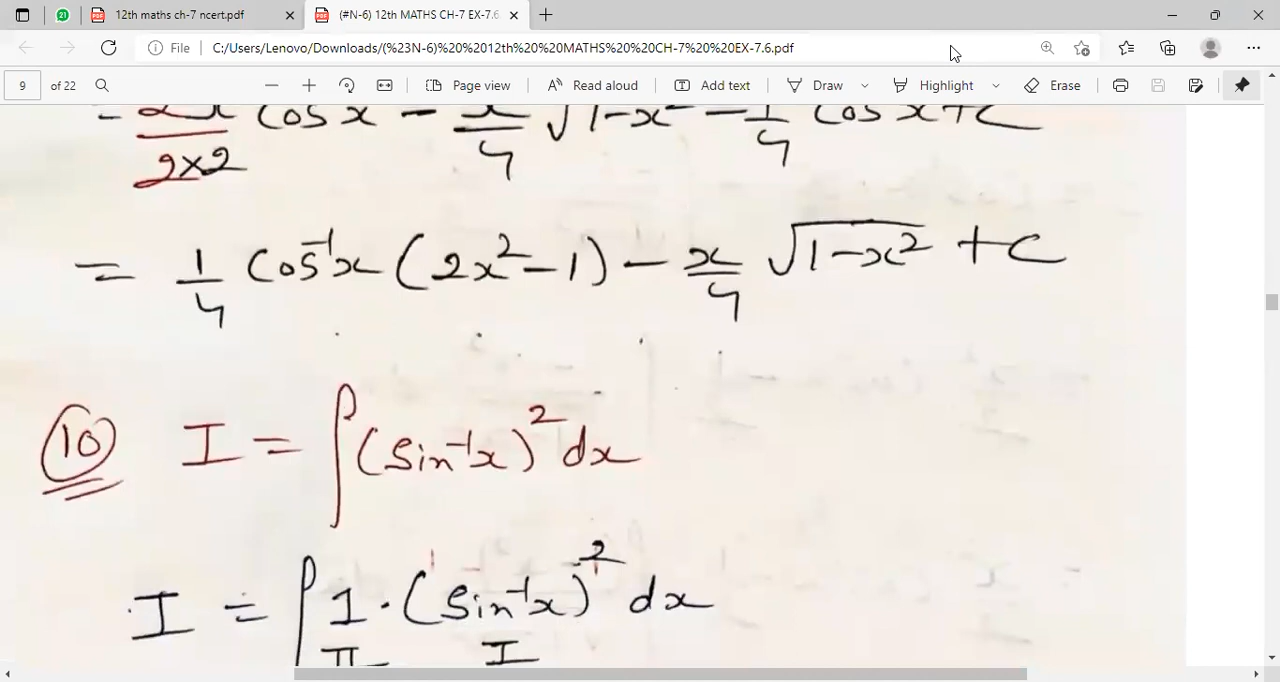 21
12th maths ch-7 ncert.pdf
(#N-6) 12th MATHS CH-7 EX-7.6.
File
C:/Users/Lenovo/Downloads/(%23N-6)%20%2012th%20%20MATHS%20%20CH-7%20%20EX-7.6.pdf
9 of 22
Page view
Read aloud
Add text
Draw
Highlight
Erase
= 1/4 Cos⁻¹x (2x² − 1) − x/4 √(1−x²) + C
10 I = ∫(Sin⁻¹x)² dx
I = ∫ 1 · (Sin⁻¹x)² dx
II I